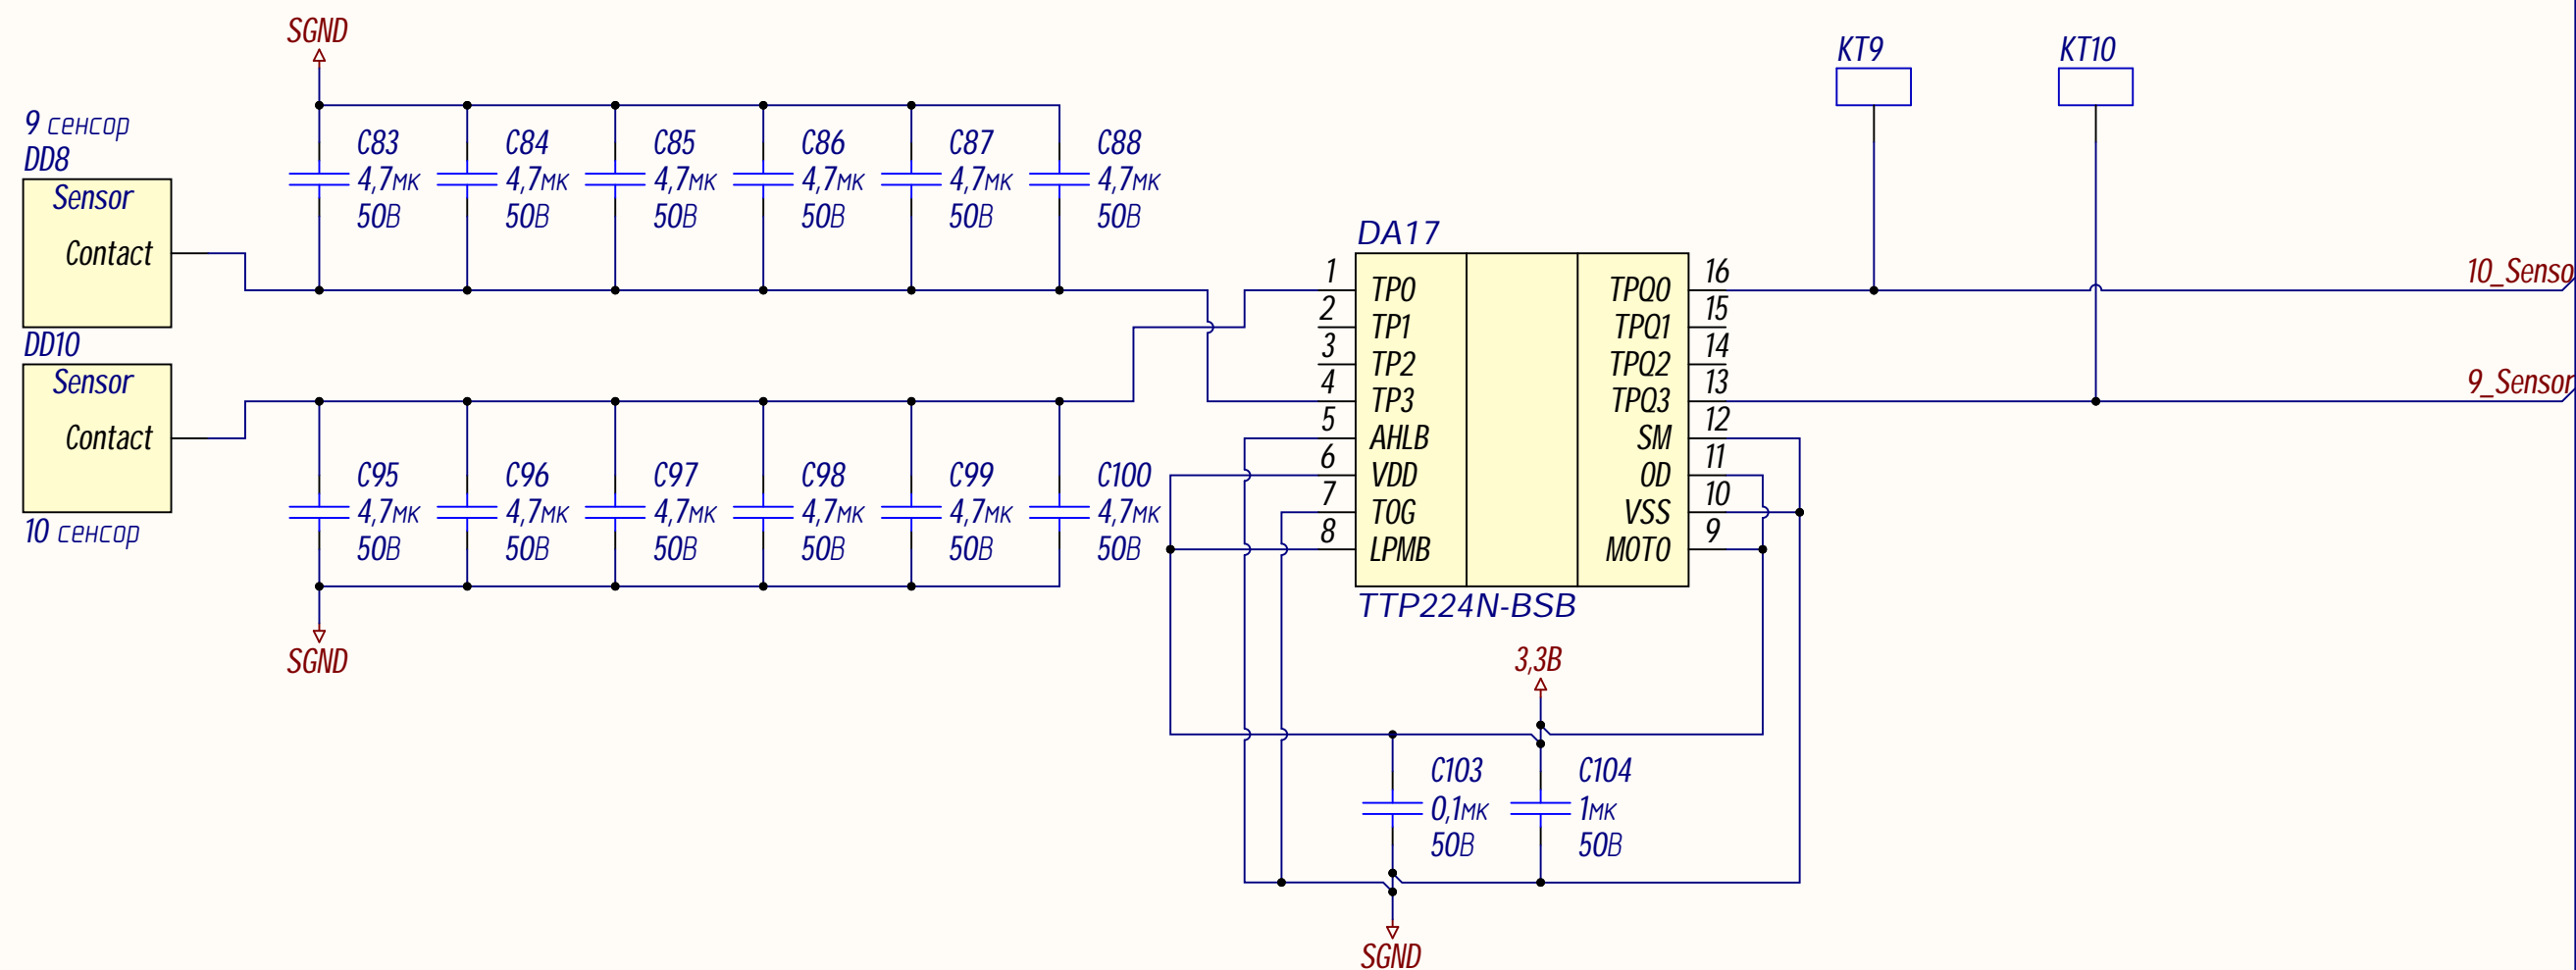 SGND
KT9
KT10
9 сенсор
DD8
Sensor
Contact
C83
4,7мк
50В
C84
4,7мк
50В
C85
4,7мк
50В
C86
4,7мк
50В
C87
4,7мк
50В
C88
4,7мк
50В
DD10
Sensor
Contact
10 сенсор
C95
4,7мк
50В
C96
4,7мк
50В
C97
4,7мк
50В
C98
4,7мк
50В
C99
4,7мк
50В
C100
4,7мк
50В
SGND
DA17
1 TP0
2 TP1
3 TP2
4 TP3
5 AHLB
6 VDD
7 TOG
8 LPMB
TPQ0 16
TPQ1 15
TPQ2 14
TPQ3 13
SM 12
OD 11
VSS 10
MOTO 9
TTP224N-BSB
10_Senso
9_Sensor
3,3В
C103
0,1мк
50В
C104
1мк
50В
SGND